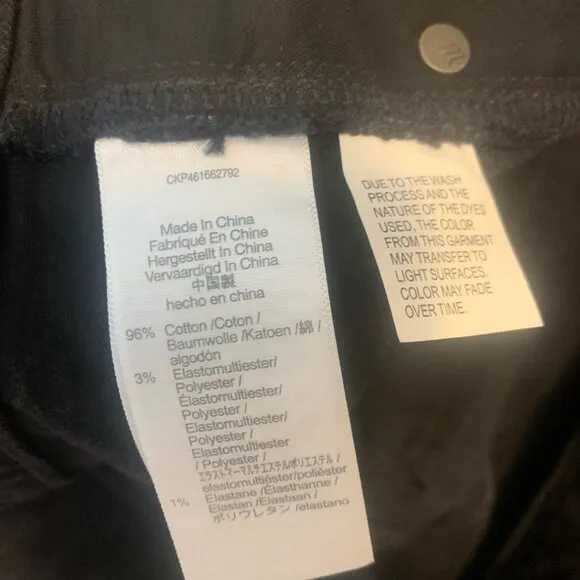 CKP461662792
Made In China
Fabriqué En Chine
Hergestellt In China
Vervaardigd In China
中国製
hecho en china
96% Cotton /Coton /
Baumwolle /Katoen /綿 /
algodón
3% Elastomultiester/
Polyester /
Élastomultiester/
Polyester /
Elastomultiester/
Polyester /
Elastomultiester
/ Polyester /
エラストマーマルチエステル/ポリエステル /
elastomultiéster/poliéster
1% Elastane /Élasthanne /
Elastan /Elastaan /
ポリウレタン /elastano
DUE TO THE WASH
PROCESS AND THE
NATURE OF THE DYES
USED, THE COLOR
FROM THIS GARMENT
MAY TRANSFER TO
LIGHT SURFACES.
COLOR MAY FADE
OVER TIME.